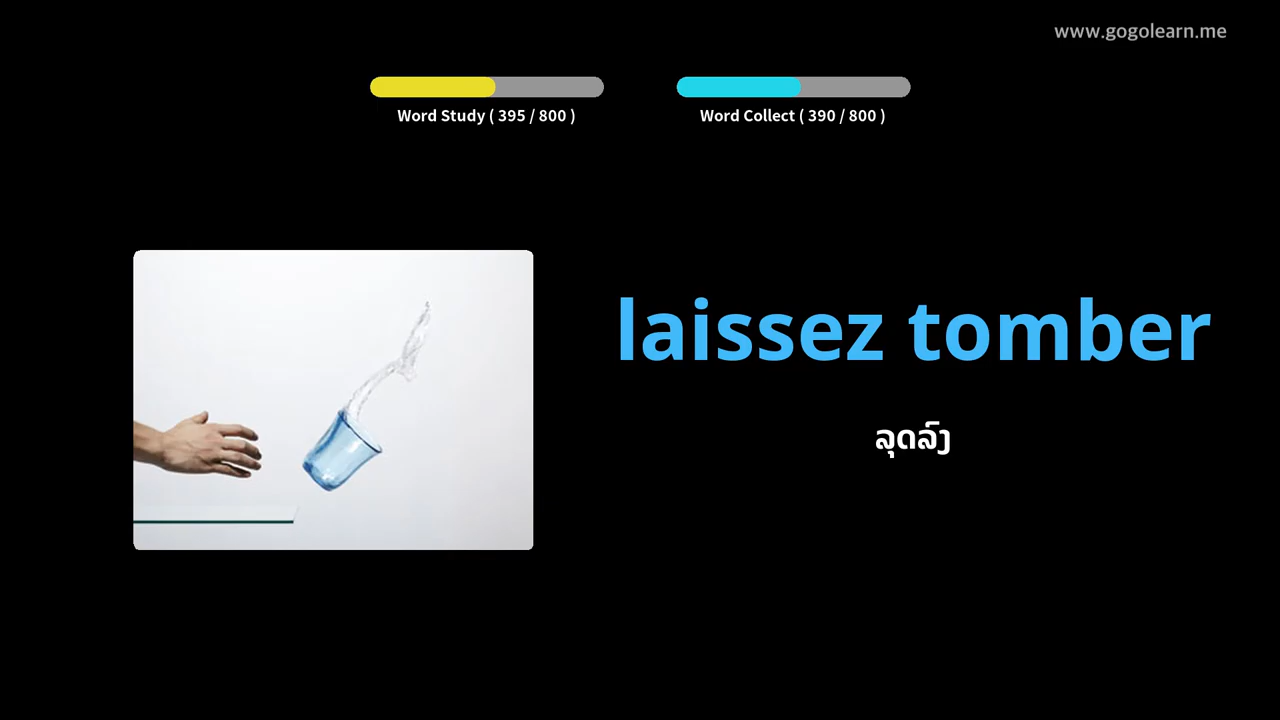 www.gogolearn.me
Word Study ( 395 / 800 )
Word Collect ( 390 / 800 )
laissez tomber
ລຸດລົງ